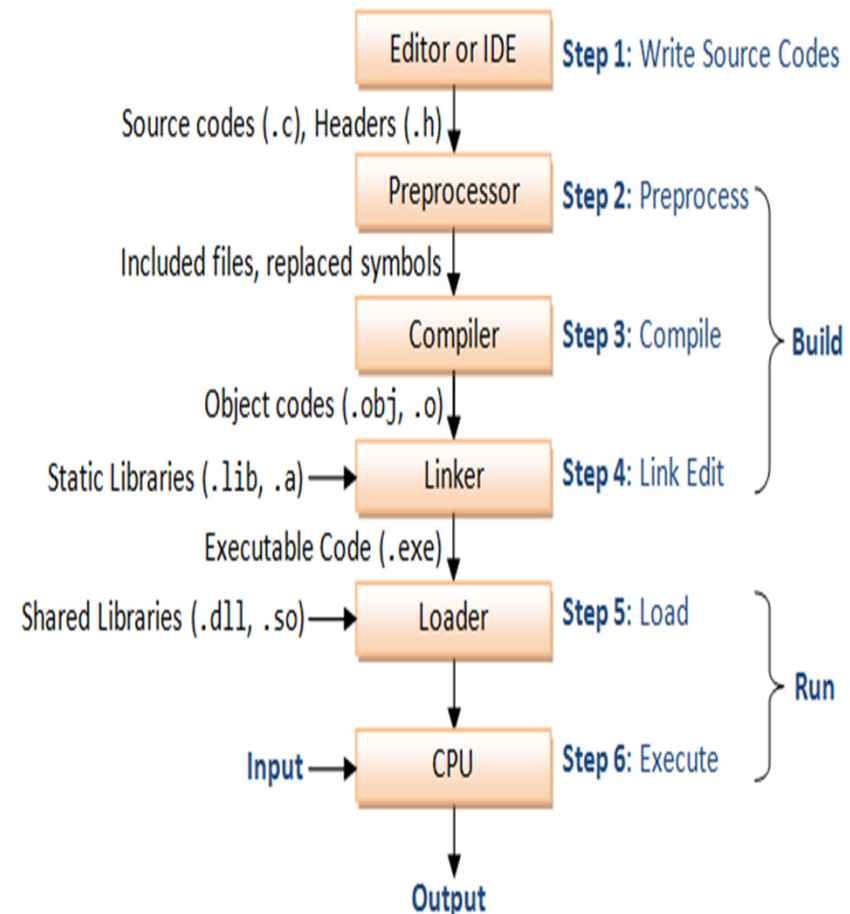 Editor or IDE
Step 1: Write Source Codes
Source codes (.c), Headers (.h)
Preprocessor
Step 2: Preprocess
Included files, replaced symbols
Compiler
Step 3: Compile
Build
Object codes (.obj, .o)
Static Libraries (.lib, .a)
Linker
Step 4: Link Edit
Executable Code (.exe)
Shared Libraries (.dll, .so)
Loader
Step 5: Load
Run
Input
CPU
Step 6: Execute
Output